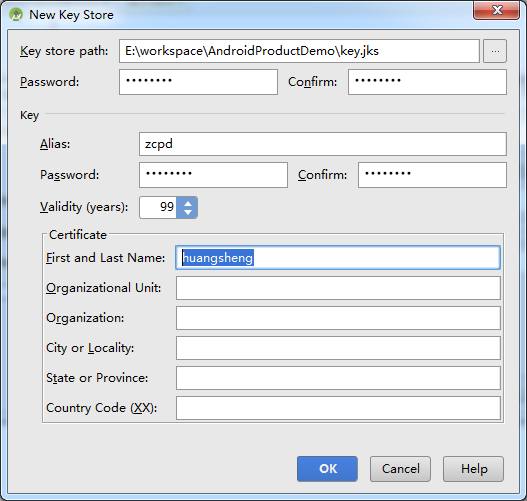 New Key Store
Key store path: E:\workspace\AndroidProductDemo\key.jks ...
Password: •••••••• Confirm: ••••••••
Key
Alias: zcpd
Password: •••••••• Confirm: ••••••••
Validity (years): 99
Certificate
First and Last Name: huangsheng
Organizational Unit:
Organization:
City or Locality:
State or Province:
Country Code (XX):
OK Cancel Help